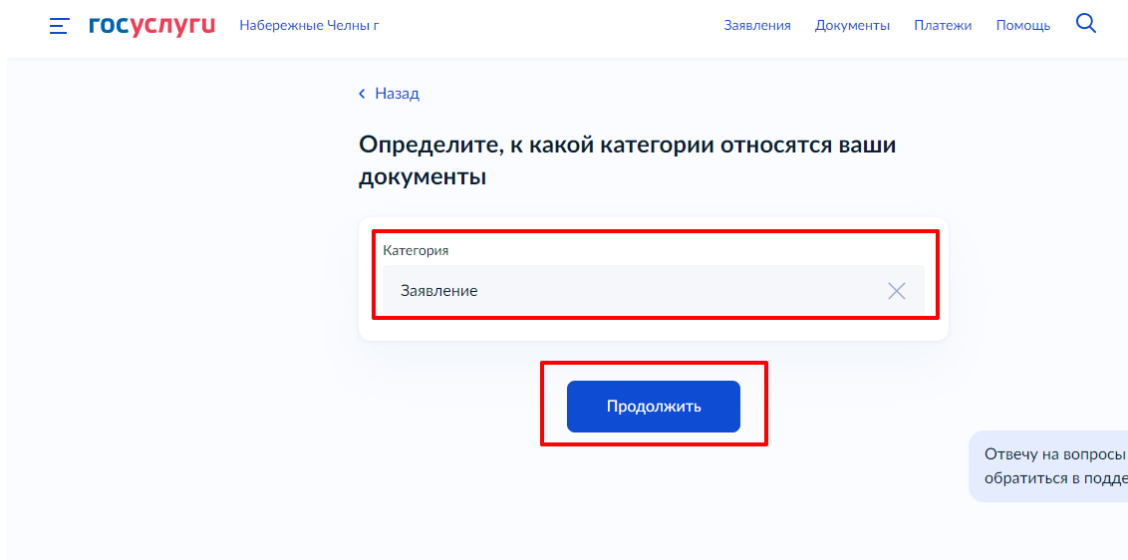 госуслуги Набережные Челны г Заявления Документы Платежи Помощь
Назад
Определите, к какой категории относятся ваши
документы
Категория
Заявление
Продолжить
Отвечу на вопросы
обратиться в